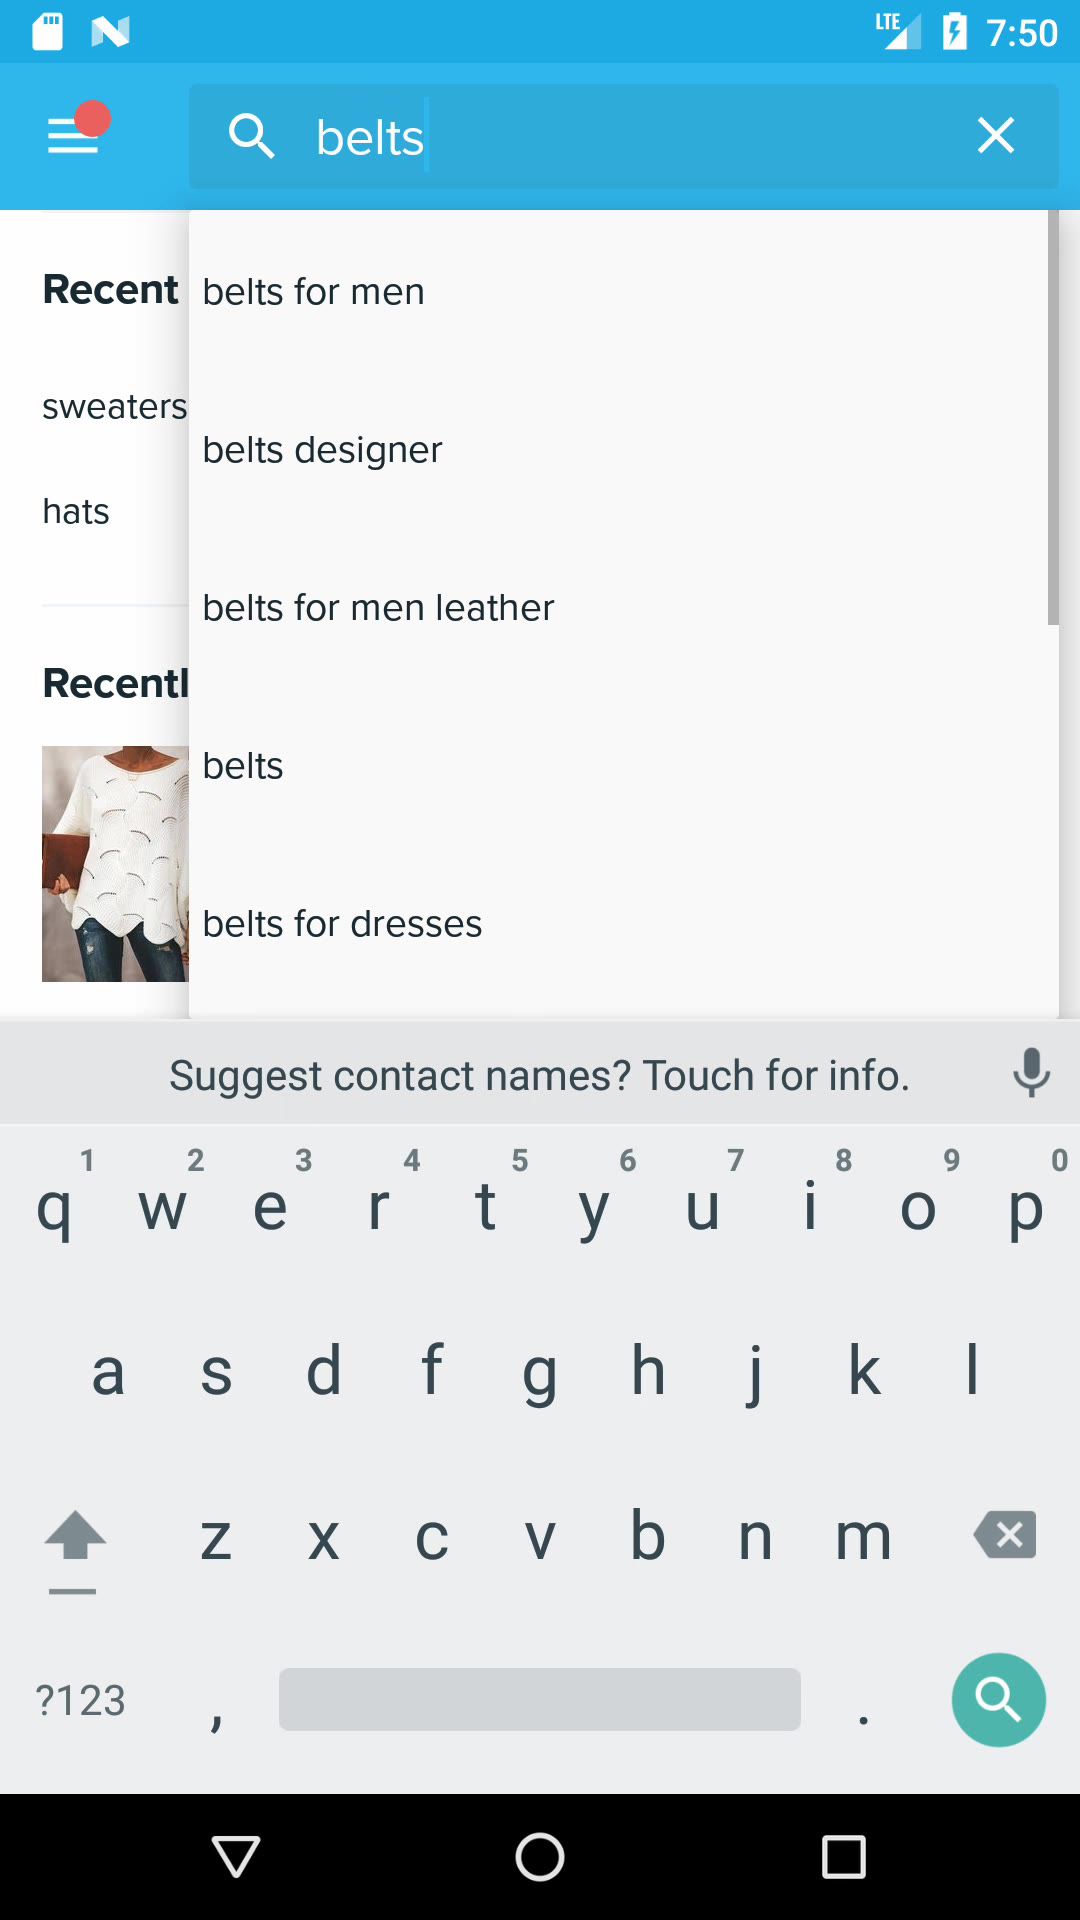 LTE 7:50
belts
Recent
belts for men
sweaters
belts designer
hats
belts for men leather
Recentl
belts
belts for dresses
Suggest contact names? Touch for info.
1 2 3 4 5 6 7 8 9 0
q w e r t y u i o p
a s d f g h j k l
z x c v b n m
?123 , .